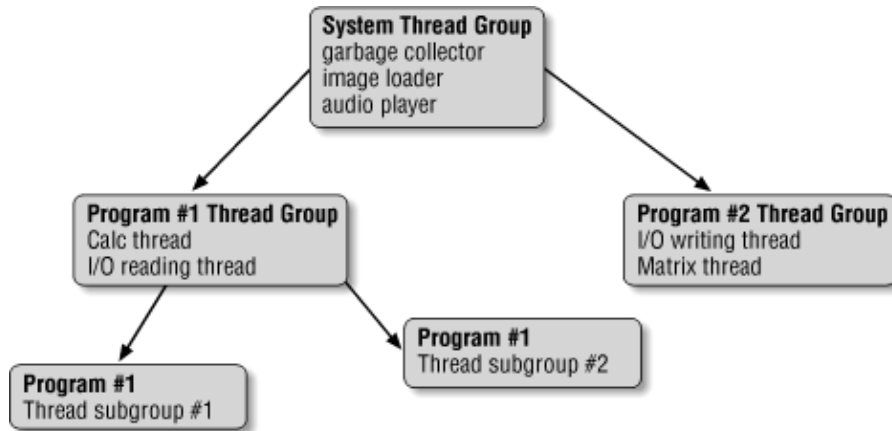 System Thread Group
garbage collector
image loader
audio player
Program #1 Thread Group
Calc thread
I/O reading thread
Program #2 Thread Group
I/O writing thread
Matrix thread
Program #1
Thread subgroup #1
Program #1
Thread subgroup #2